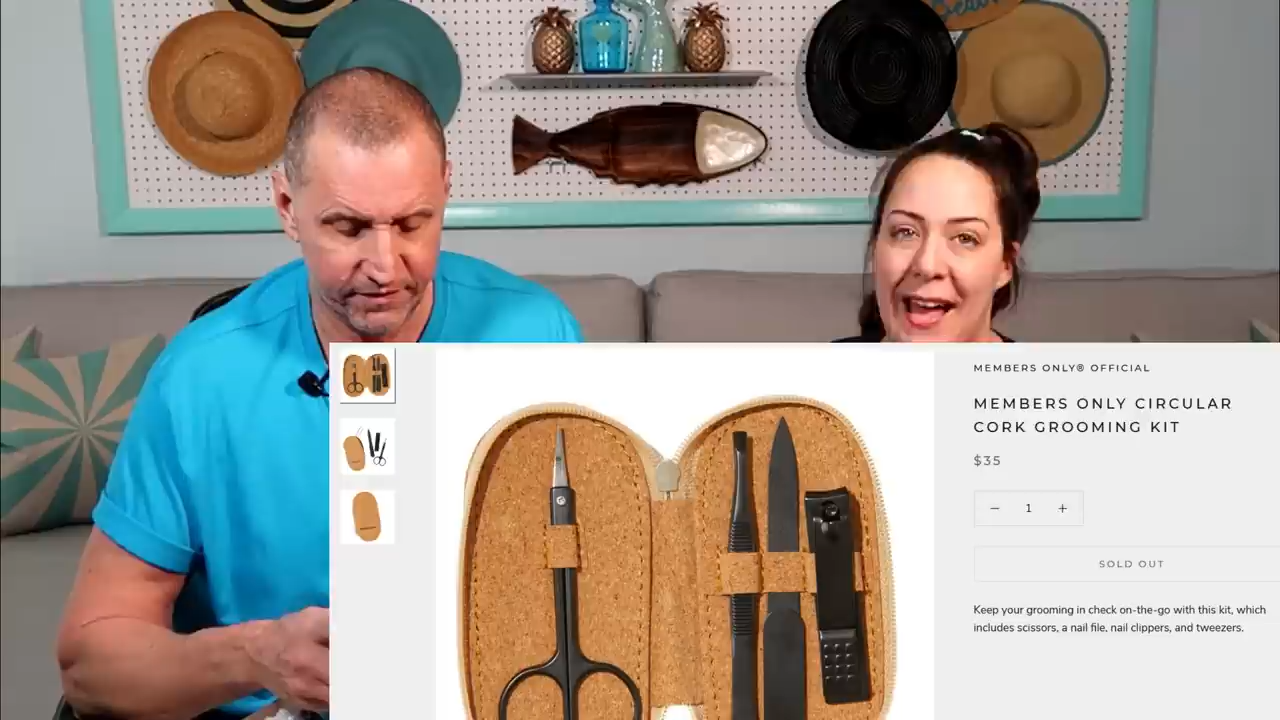 Beach
MEMBERS ONLY® OFFICIAL
MEMBERS ONLY CIRCULAR
CORK GROOMING KIT
$35
− 1 +
SOLD OUT
Keep your grooming in check on-the-go with this kit, which
includes scissors, a nail file, nail clippers, and tweezers.